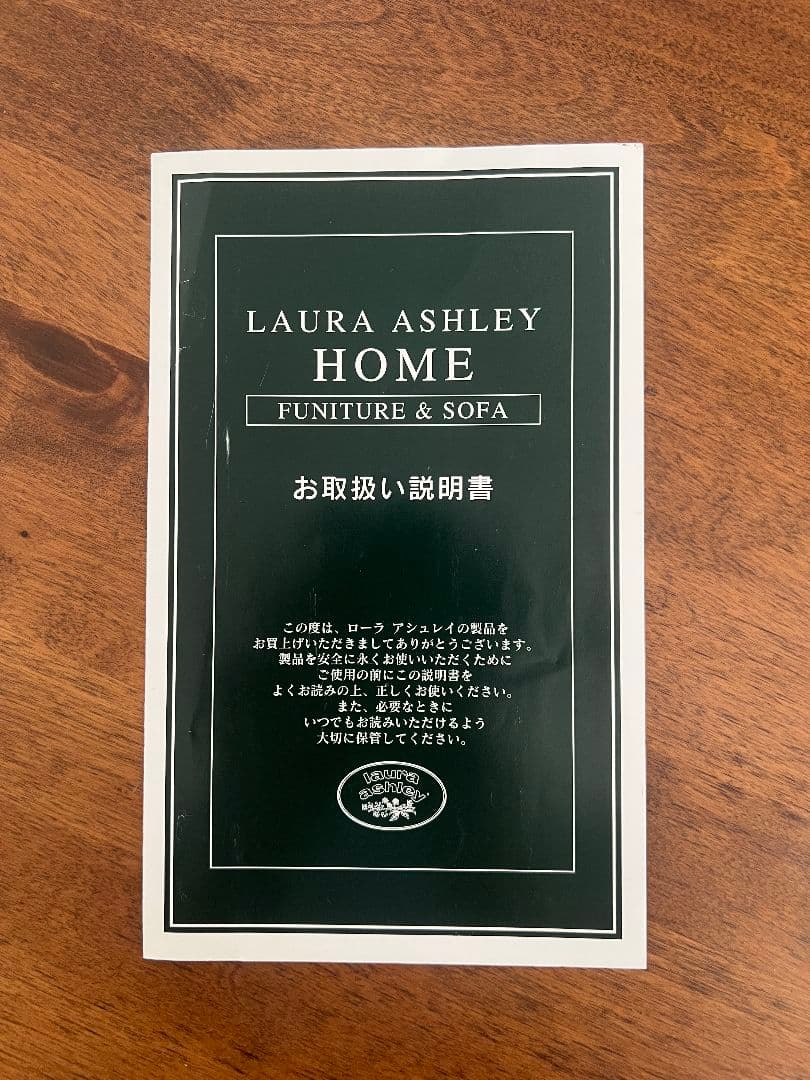 LAURA ASHLEY
HOME
FUNITURE & SOFA
お取扱い説明書
この度は、ローラ アシュレイの製品を
お買上げいただきましてありがとうございます。
製品を安全に永くお使いいただくために
ご使用の前にこの説明書を
よくお読みの上、正しくお使いください。
また、必要なときに
いつでもお読みいただけるよう
大切に保管してください。
laura
ashley